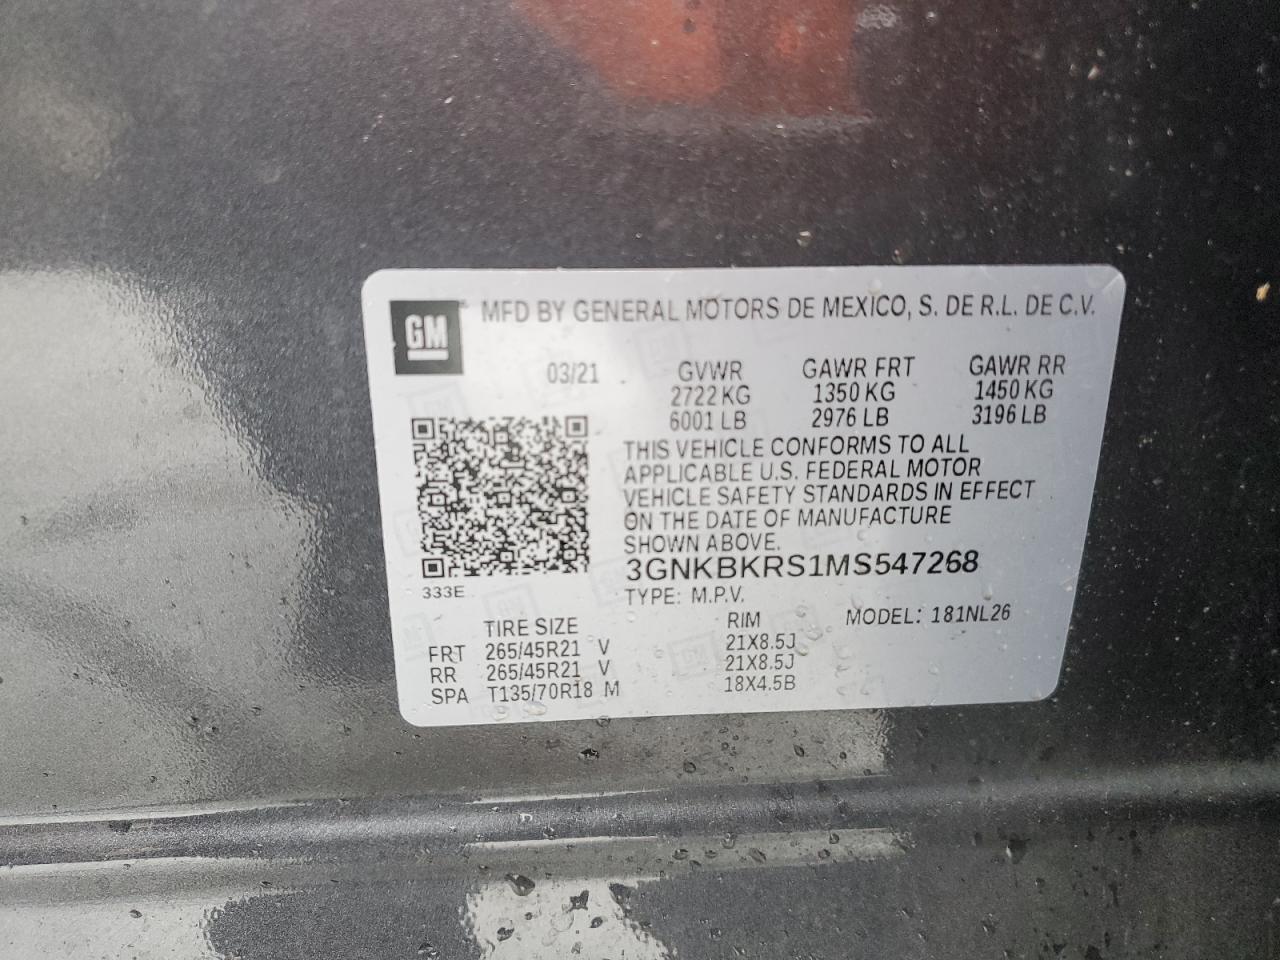 GM
MFD BY GENERAL MOTORS DE MEXICO, S. DE R.L. DE C.V.
03/21 GVWR GAWR FRT GAWR RR
2722 KG 1350 KG 1450 KG
6001 LB 2976 LB 3196 LB
THIS VEHICLE CONFORMS TO ALL
APPLICABLE U.S. FEDERAL MOTOR
VEHICLE SAFETY STANDARDS IN EFFECT
ON THE DATE OF MANUFACTURE
SHOWN ABOVE.
3GNKBKRS1MS547268
333E
TYPE: M.P.V.
TIRE SIZE RIM MODEL: 181NL26
FRT 265/45R21 V 21X8.5J
RR 265/45R21 V 21X8.5J
SPA T135/70R18 M 18X4.5B